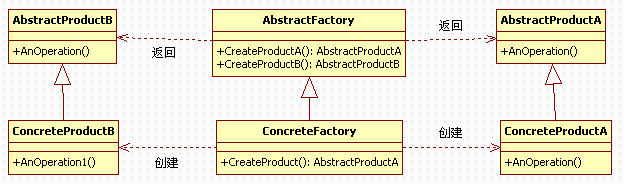 AbstractProductB
+AnOperation()
AbstractFactory
+CreateProductA(): AbstractProductA
+CreateProductB(): AbstractProductB
AbstractProductA
+AnOperation()
返回
返回
ConcreteProductB
+AnOperation1()
ConcreteFactory
+CreateProduct(): AbstractProductA
ConcreteProductA
+AnOperation()
创建
创建